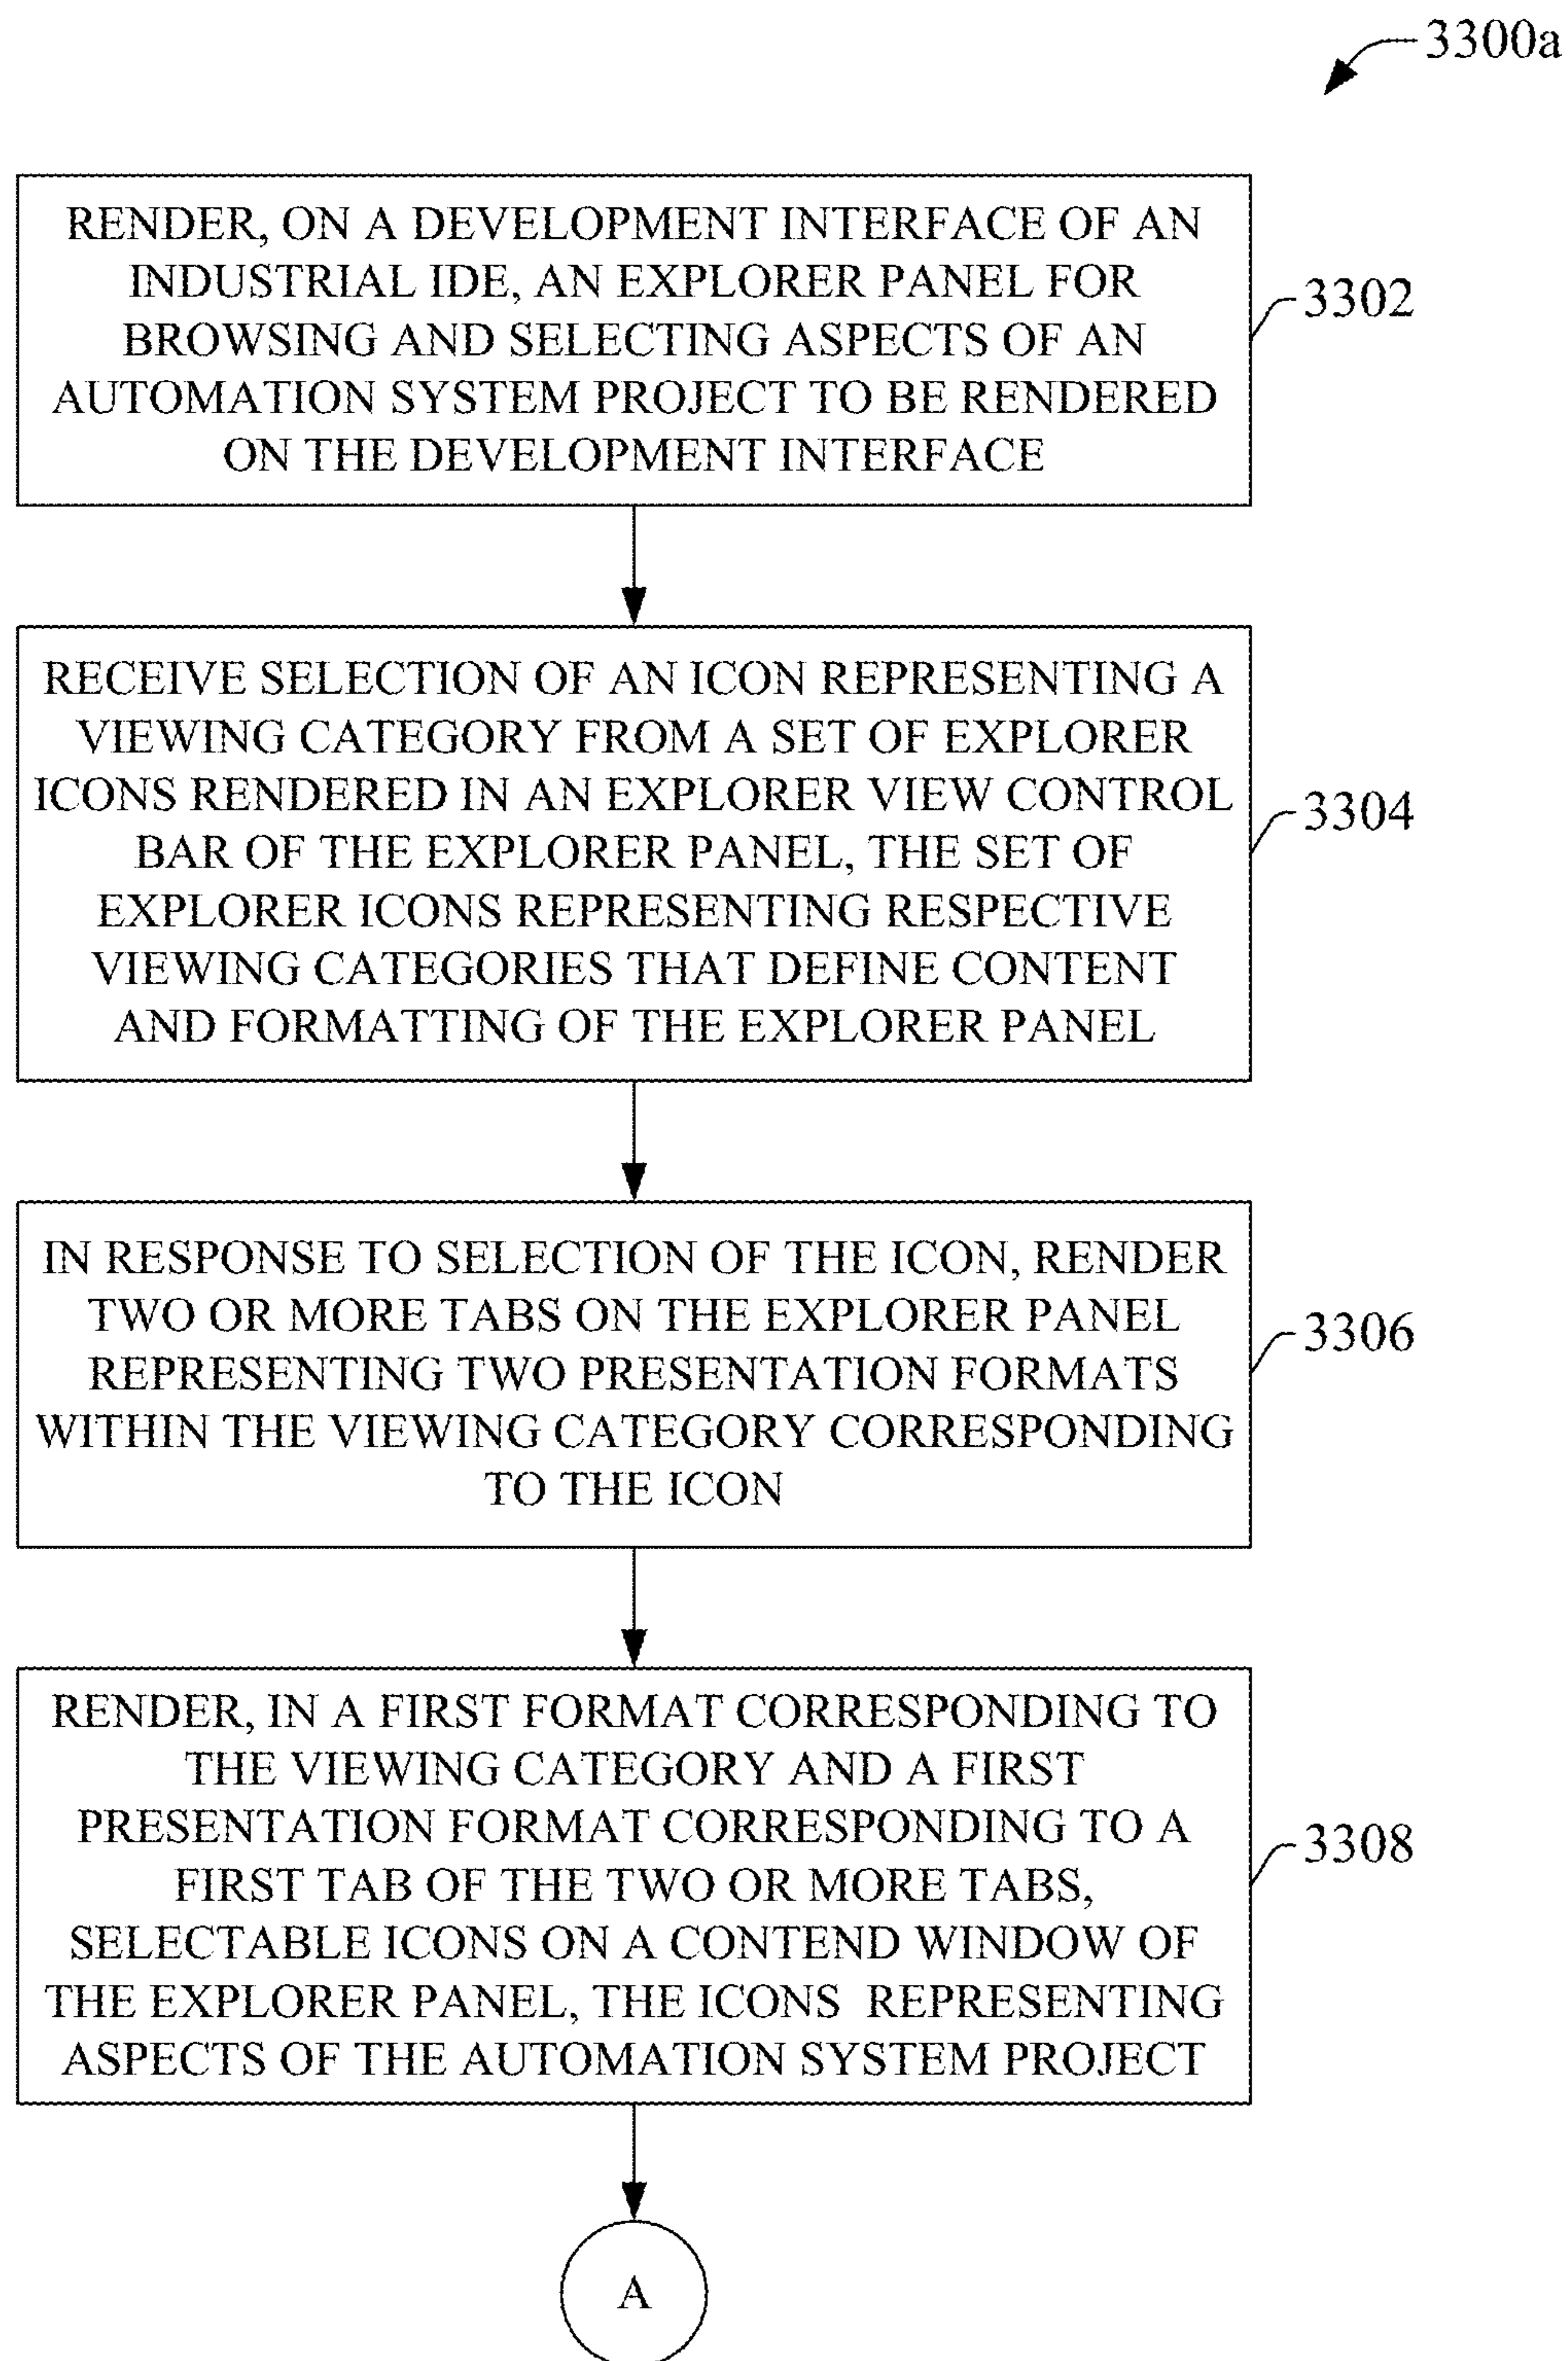 3300a
RENDER, ON A DEVELOPMENT INTERFACE OF AN
INDUSTRIAL IDE, AN EXPLORER PANEL FOR
BROWSING AND SELECTING ASPECTS OF AN
AUTOMATION SYSTEM PROJECT TO BE RENDERED
ON THE DEVELOPMENT INTERFACE
3302
RECEIVE SELECTION OF AN ICON REPRESENTING A
VIEWING CATEGORY FROM A SET OF EXPLORER
ICONS RENDERED IN AN EXPLORER VIEW CONTROL
BAR OF THE EXPLORER PANEL, THE SET OF
EXPLORER ICONS REPRESENTING RESPECTIVE
VIEWING CATEGORIES THAT DEFINE CONTENT
AND FORMATTING OF THE EXPLORER PANEL
3304
IN RESPONSE TO SELECTION OF THE ICON, RENDER
TWO OR MORE TABS ON THE EXPLORER PANEL
REPRESENTING TWO PRESENTATION FORMATS
WITHIN THE VIEWING CATEGORY CORRESPONDING
TO THE ICON
3306
RENDER, IN A FIRST FORMAT CORRESPONDING TO
THE VIEWING CATEGORY AND A FIRST
PRESENTATION FORMAT CORRESPONDING TO A
FIRST TAB OF THE TWO OR MORE TABS,
SELECTABLE ICONS ON A CONTEND WINDOW OF
THE EXPLORER PANEL, THE ICONS  REPRESENTING
ASPECTS OF THE AUTOMATION SYSTEM PROJECT
3308
A